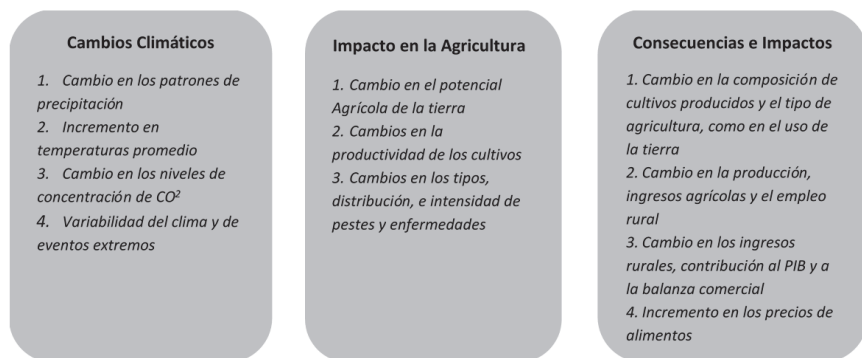 Cambios Climáticos
1. Cambio en los patrones de
precipitación
2. Incremento en
temperaturas promedio
3. Cambio en los niveles de
concentración de CO²
4. Variabilidad del clima y de
eventos extremos
Impacto en la Agricultura
1. Cambio en el potencial
Agrícola de la tierra
2. Cambios en la
productividad de los cultivos
3. Cambios en los tipos,
distribución, e intensidad de
pestes y enfermedades
Consecuencias e Impactos
1. Cambio en la composición de
cultivos producidos y el tipo de
agricultura, como en el uso de
la tierra
2. Cambio en la producción,
ingresos agrícolas y el empleo
rural
3. Cambio en los ingresos
rurales, contribución al PIB y a
la balanza comercial
4. Incremento en los precios de
alimentos